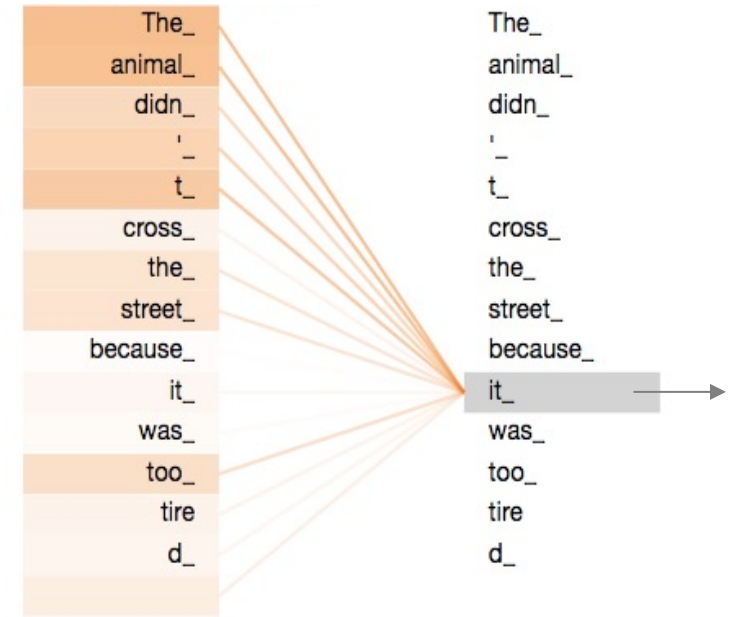 The_
animal_
didn_
'_
t_
cross_
the_
street_
because_
it_
was_
too_
tire
d_
The_
animal_
didn_
'_
t_
cross_
the_
street_
because_
it_
was_
too_
tire
d_